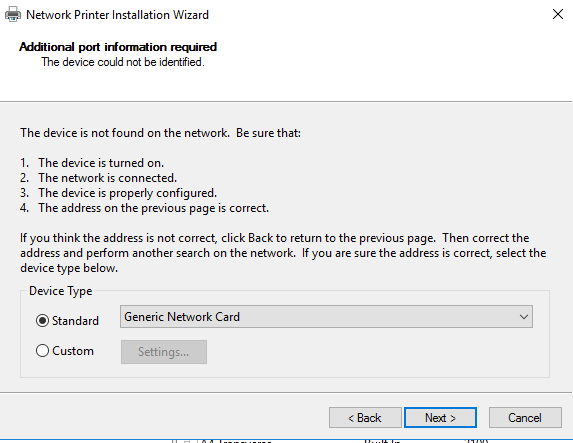 Network Printer Installation Wizard
Additional port information required
The device could not be identified.
The device is not found on the network.  Be sure that:
1.  The device is turned on.
2.  The network is connected.
3.  The device is properly configured.
4.  The address on the previous page is correct.
If you think the address is not correct, click Back to return to the previous page.  Then correct the
address and perform another search on the network.  If you are sure the address is correct, select the
device type below.
Device Type
Standard
Generic Network Card
Custom
Settings...
< Back
Next >
Cancel